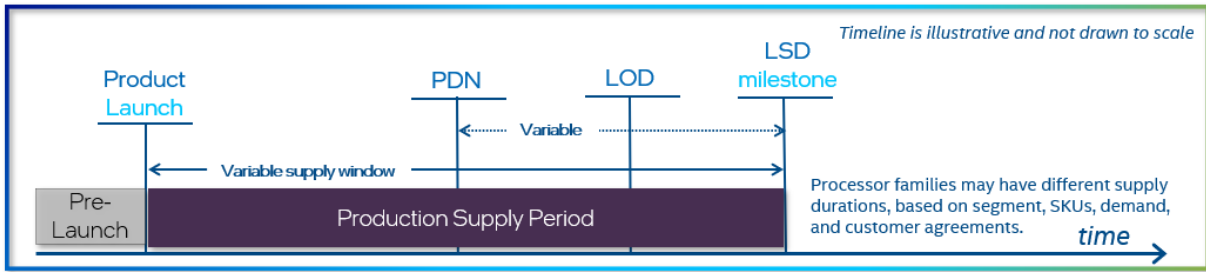 Timeline is illustrative and not drawn to scale
Product
Launch
PDN
LOD
LSD
milestone
Variable
Variable supply window
Pre-
Launch
Production Supply Period
Processor families may have different supply
durations, based on segment, SKUs, demand,
and customer agreements.
time